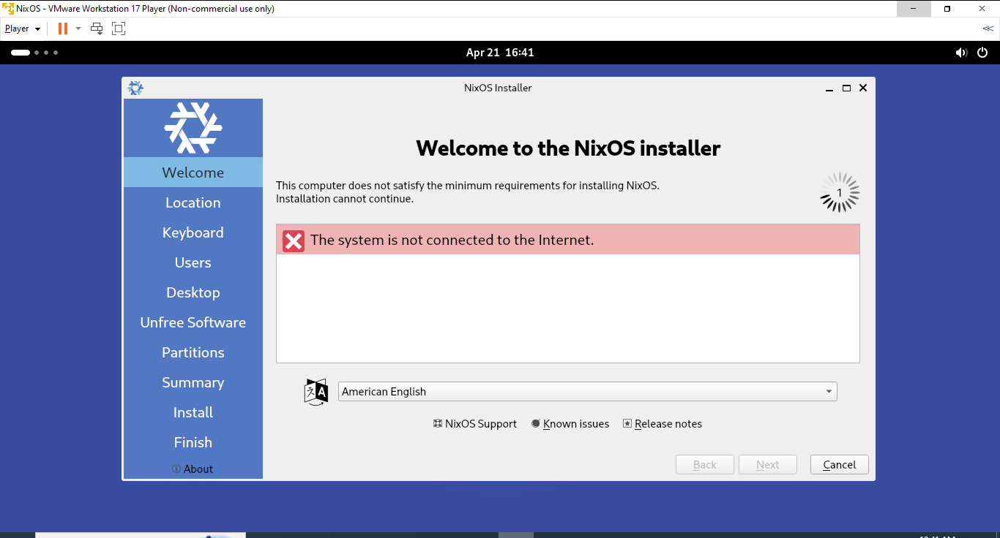 NixOS - VMware Workstation 17 Player (Non-commercial use only)
Player
Apr 21 16:41
NixOS Installer
Welcome to the NixOS installer
This computer does not satisfy the minimum requirements for installing NixOS.
Installation cannot continue.
1
The system is not connected to the Internet.
Welcome
Location
Keyboard
Users
Desktop
Unfree Software
Partitions
Summary
Install
Finish
About
American English
NixOS Support
Known issues
Release notes
Back
Next
Cancel